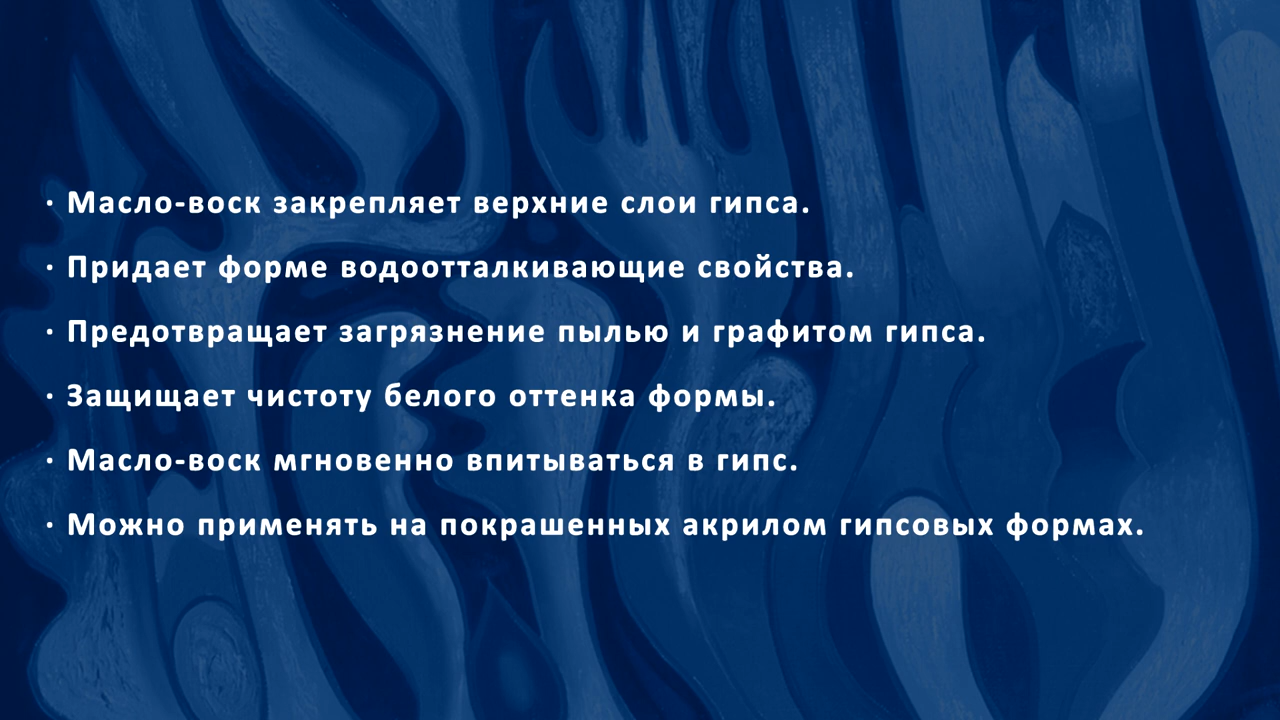 · Масло-воск закрепляет верхние слои гипса.
· Придает форме водоотталкивающие свойства.
· Предотвращает загрязнение пылью и графитом гипса.
· Защищает чистоту белого оттенка формы.
· Масло-воск мгновенно впитываться в гипс.
· Можно применять на покрашенных акрилом гипсовых формах.